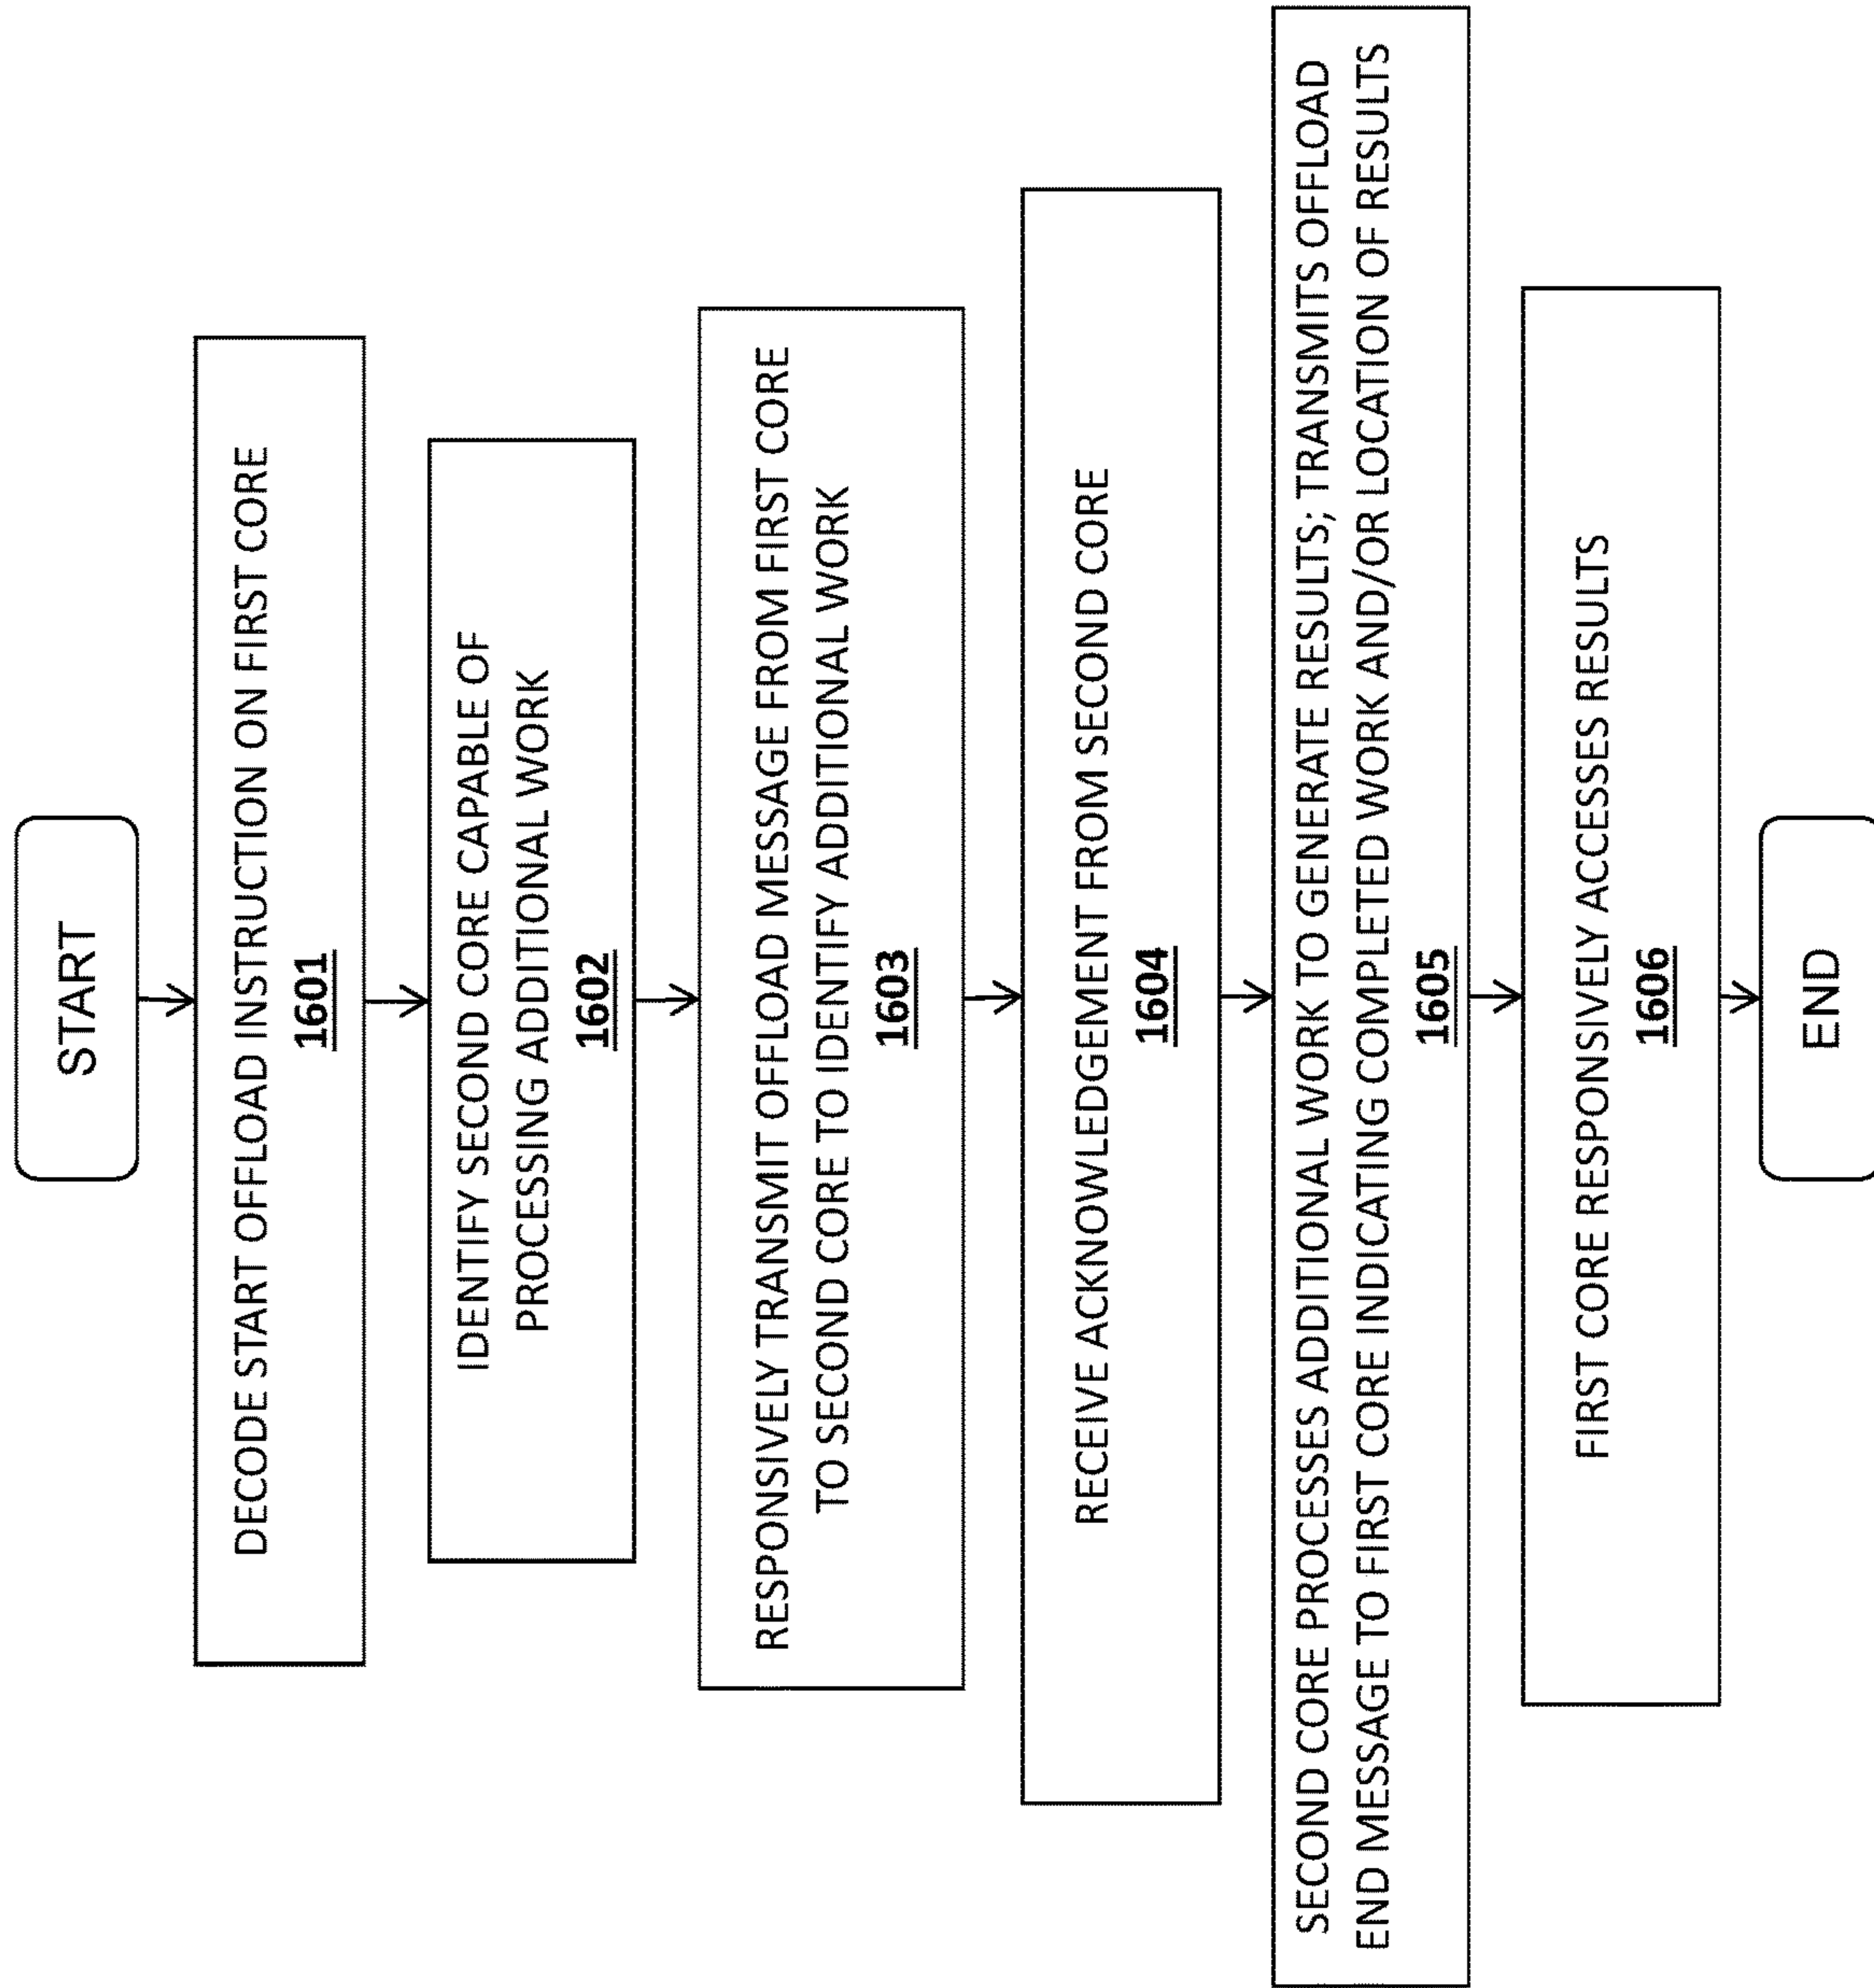 START
DECODE START OFFLOAD INSTRUCTION ON FIRST CORE
1601
IDENTIFY SECOND CORE CAPABLE OF
PROCESSING ADDITIONAL WORK
1602
RESPONSIVELY TRANSMIT OFFLOAD MESSAGE FROM FIRST CORE
TO SECOND CORE TO IDENTIFY ADDITIONAL WORK
1603
RECEIVE ACKNOWLEDGEMENT FROM SECOND CORE
1604
SECOND CORE PROCESSES ADDITIONAL WORK TO GENERATE RESULTS; TRANSMITS OFFLOAD
END MESSAGE TO FIRST CORE INDICATING COMPLETED WORK AND/OR LOCATION OF RESULTS
1605
FIRST CORE RESPONSIVELY ACCESSES RESULTS
1606
END